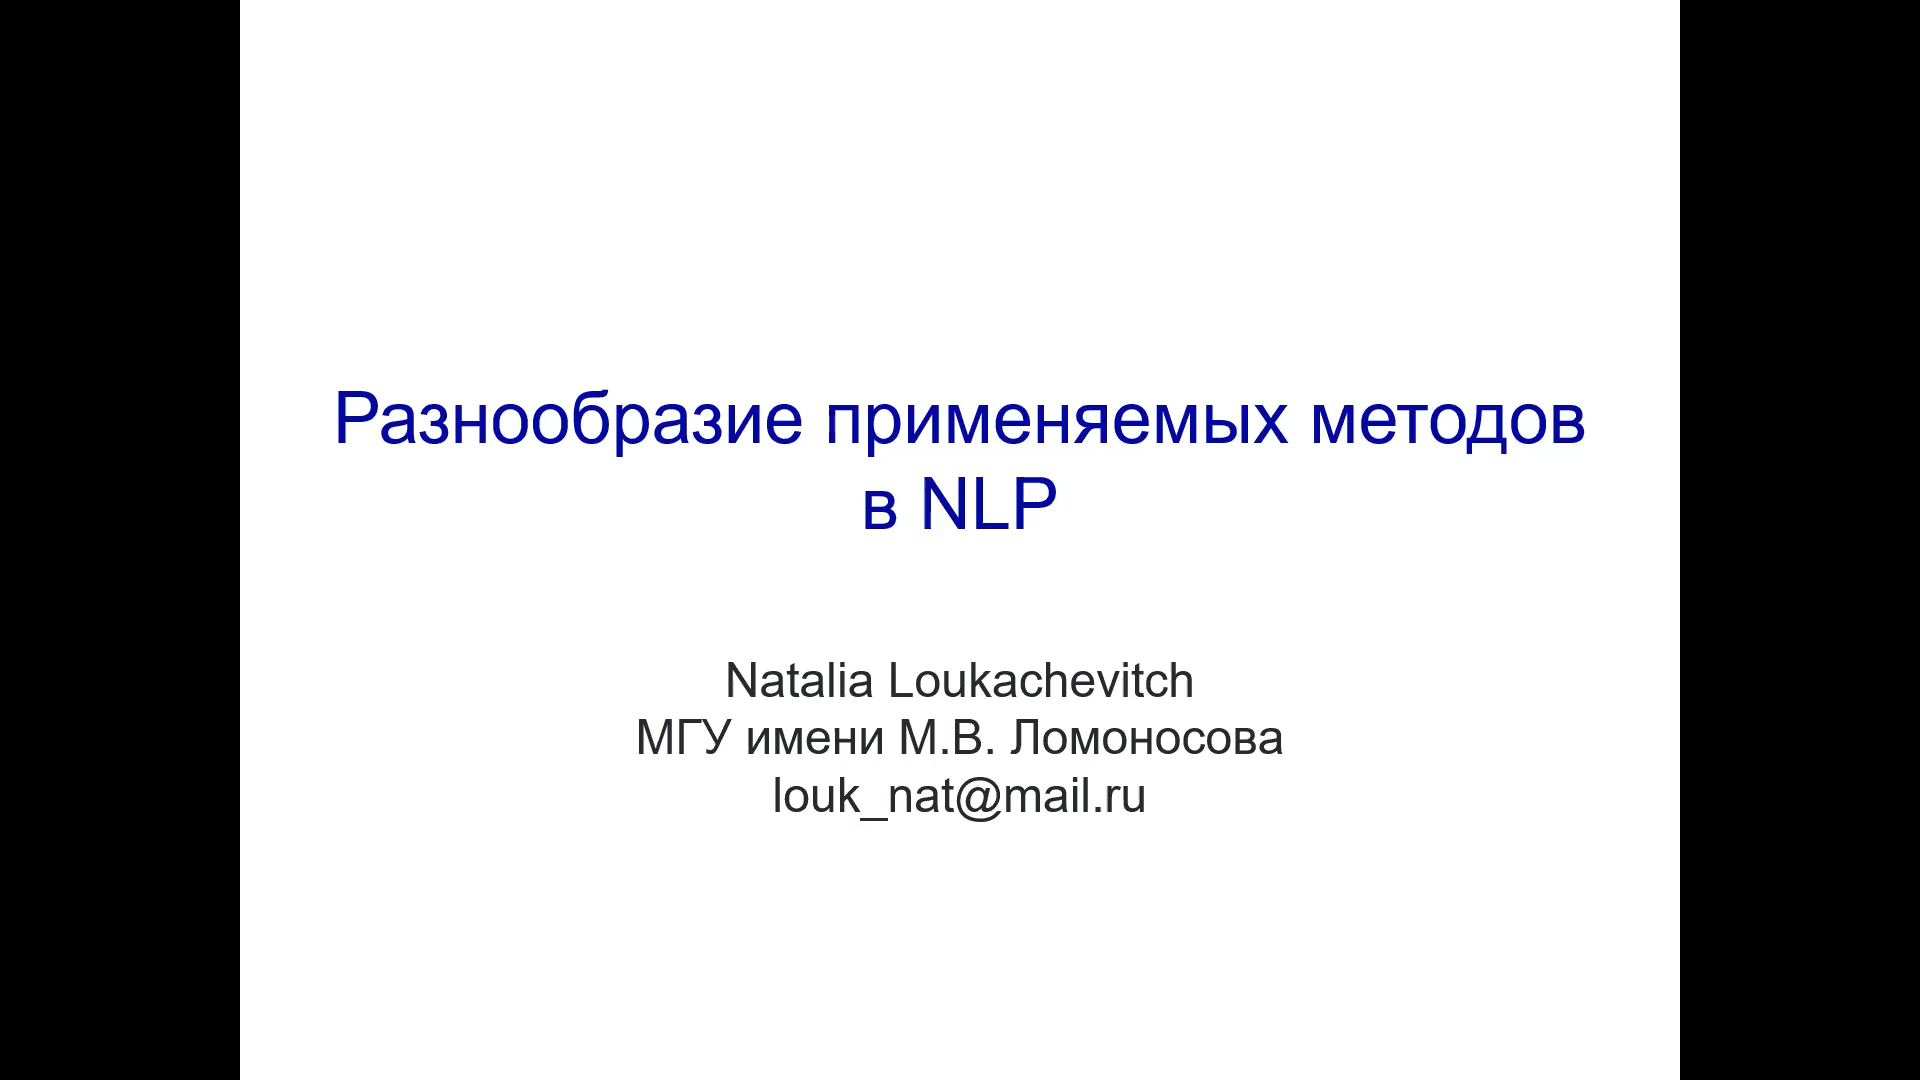 Разнообразие применяемых методов
в NLP
Natalia Loukachevitch
МГУ имени М.В. Ломоносова
louk_nat@mail.ru